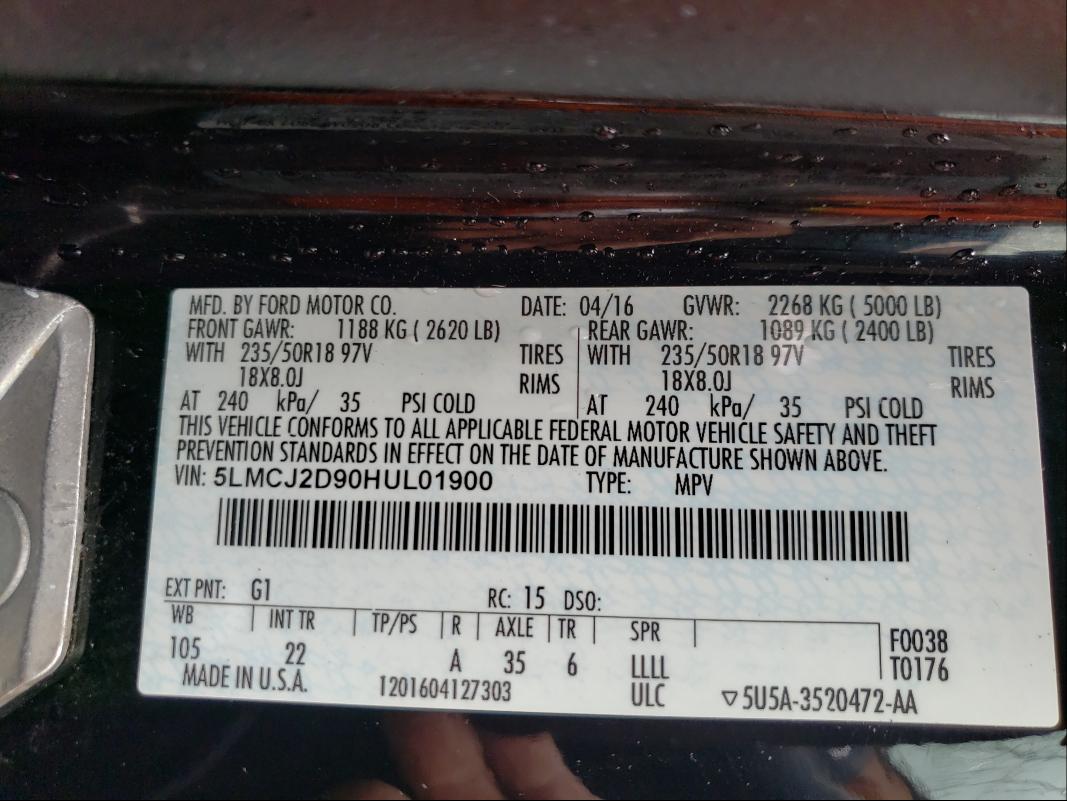 MFD. BY FORD MOTOR CO. DATE: 04/16 GVWR: 2268 KG ( 5000 LB)
FRONT GAWR: 1188 KG ( 2620 LB) REAR GAWR: 1089 KG ( 2400 LB)
WITH 235/50R18 97V TIRES WITH 235/50R18 97V TIRES
18X8.0J RIMS 18X8.0J RIMS
AT 240 kPa/ 35 PSI COLD AT 240 kPa/ 35 PSI COLD
THIS VEHICLE CONFORMS TO ALL APPLICABLE FEDERAL MOTOR VEHICLE SAFETY AND THEFT
PREVENTION STANDARDS IN EFFECT ON THE DATE OF MANUFACTURE SHOWN ABOVE.
VIN: 5LMCJ2D90HUL01900 TYPE: MPV
EXT PNT: G1 RC: 15 DSO:
WB INT TR TP/PS R AXLE TR SPR F0038
105 22 A 35 6 LLLL T0176
MADE IN U.S.A. 1201604127303 ULC ▽5U5A-3520472-AA